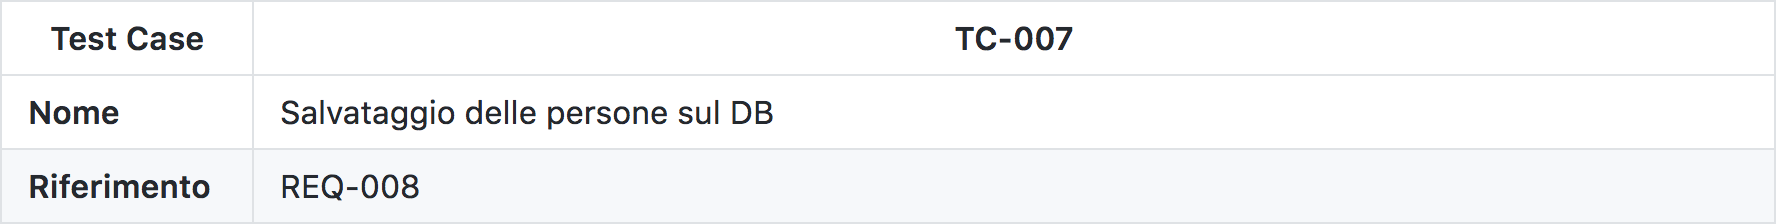 Test Case TC-007
Nome Salvataggio delle persone sul DB
Riferimento REQ-008